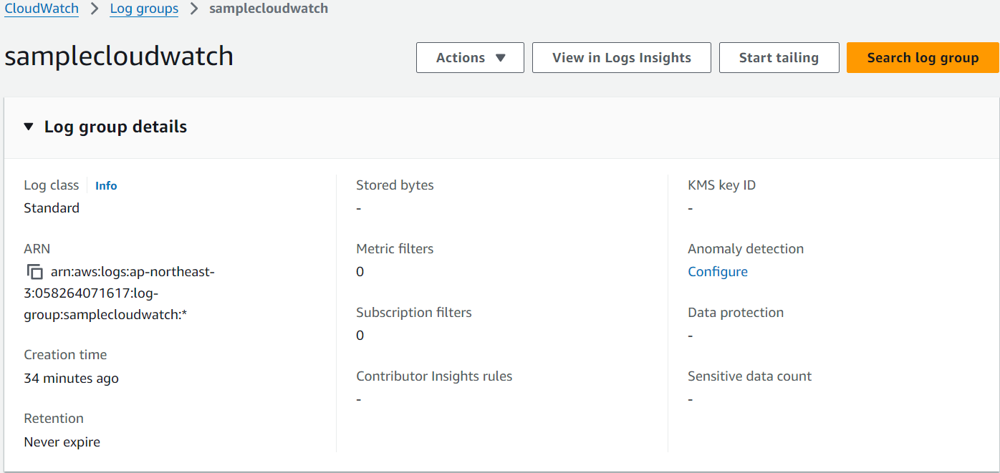 CloudWatch > Log groups > samplecloudwatch
samplecloudwatch
Actions ▼
View in Logs Insights
Start tailing
Search log group
▼ Log group details
Log class
Info
Standard
ARN
arn:aws:logs:ap-northeast-
3:058264071617:log-
group:samplecloudwatch:*
Creation time
34 minutes ago
Retention
Never expire
Stored bytes
-
Metric filters
0
Subscription filters
0
Contributor Insights rules
-
KMS key ID
-
Anomaly detection
Configure
Data protection
-
Sensitive data count
-